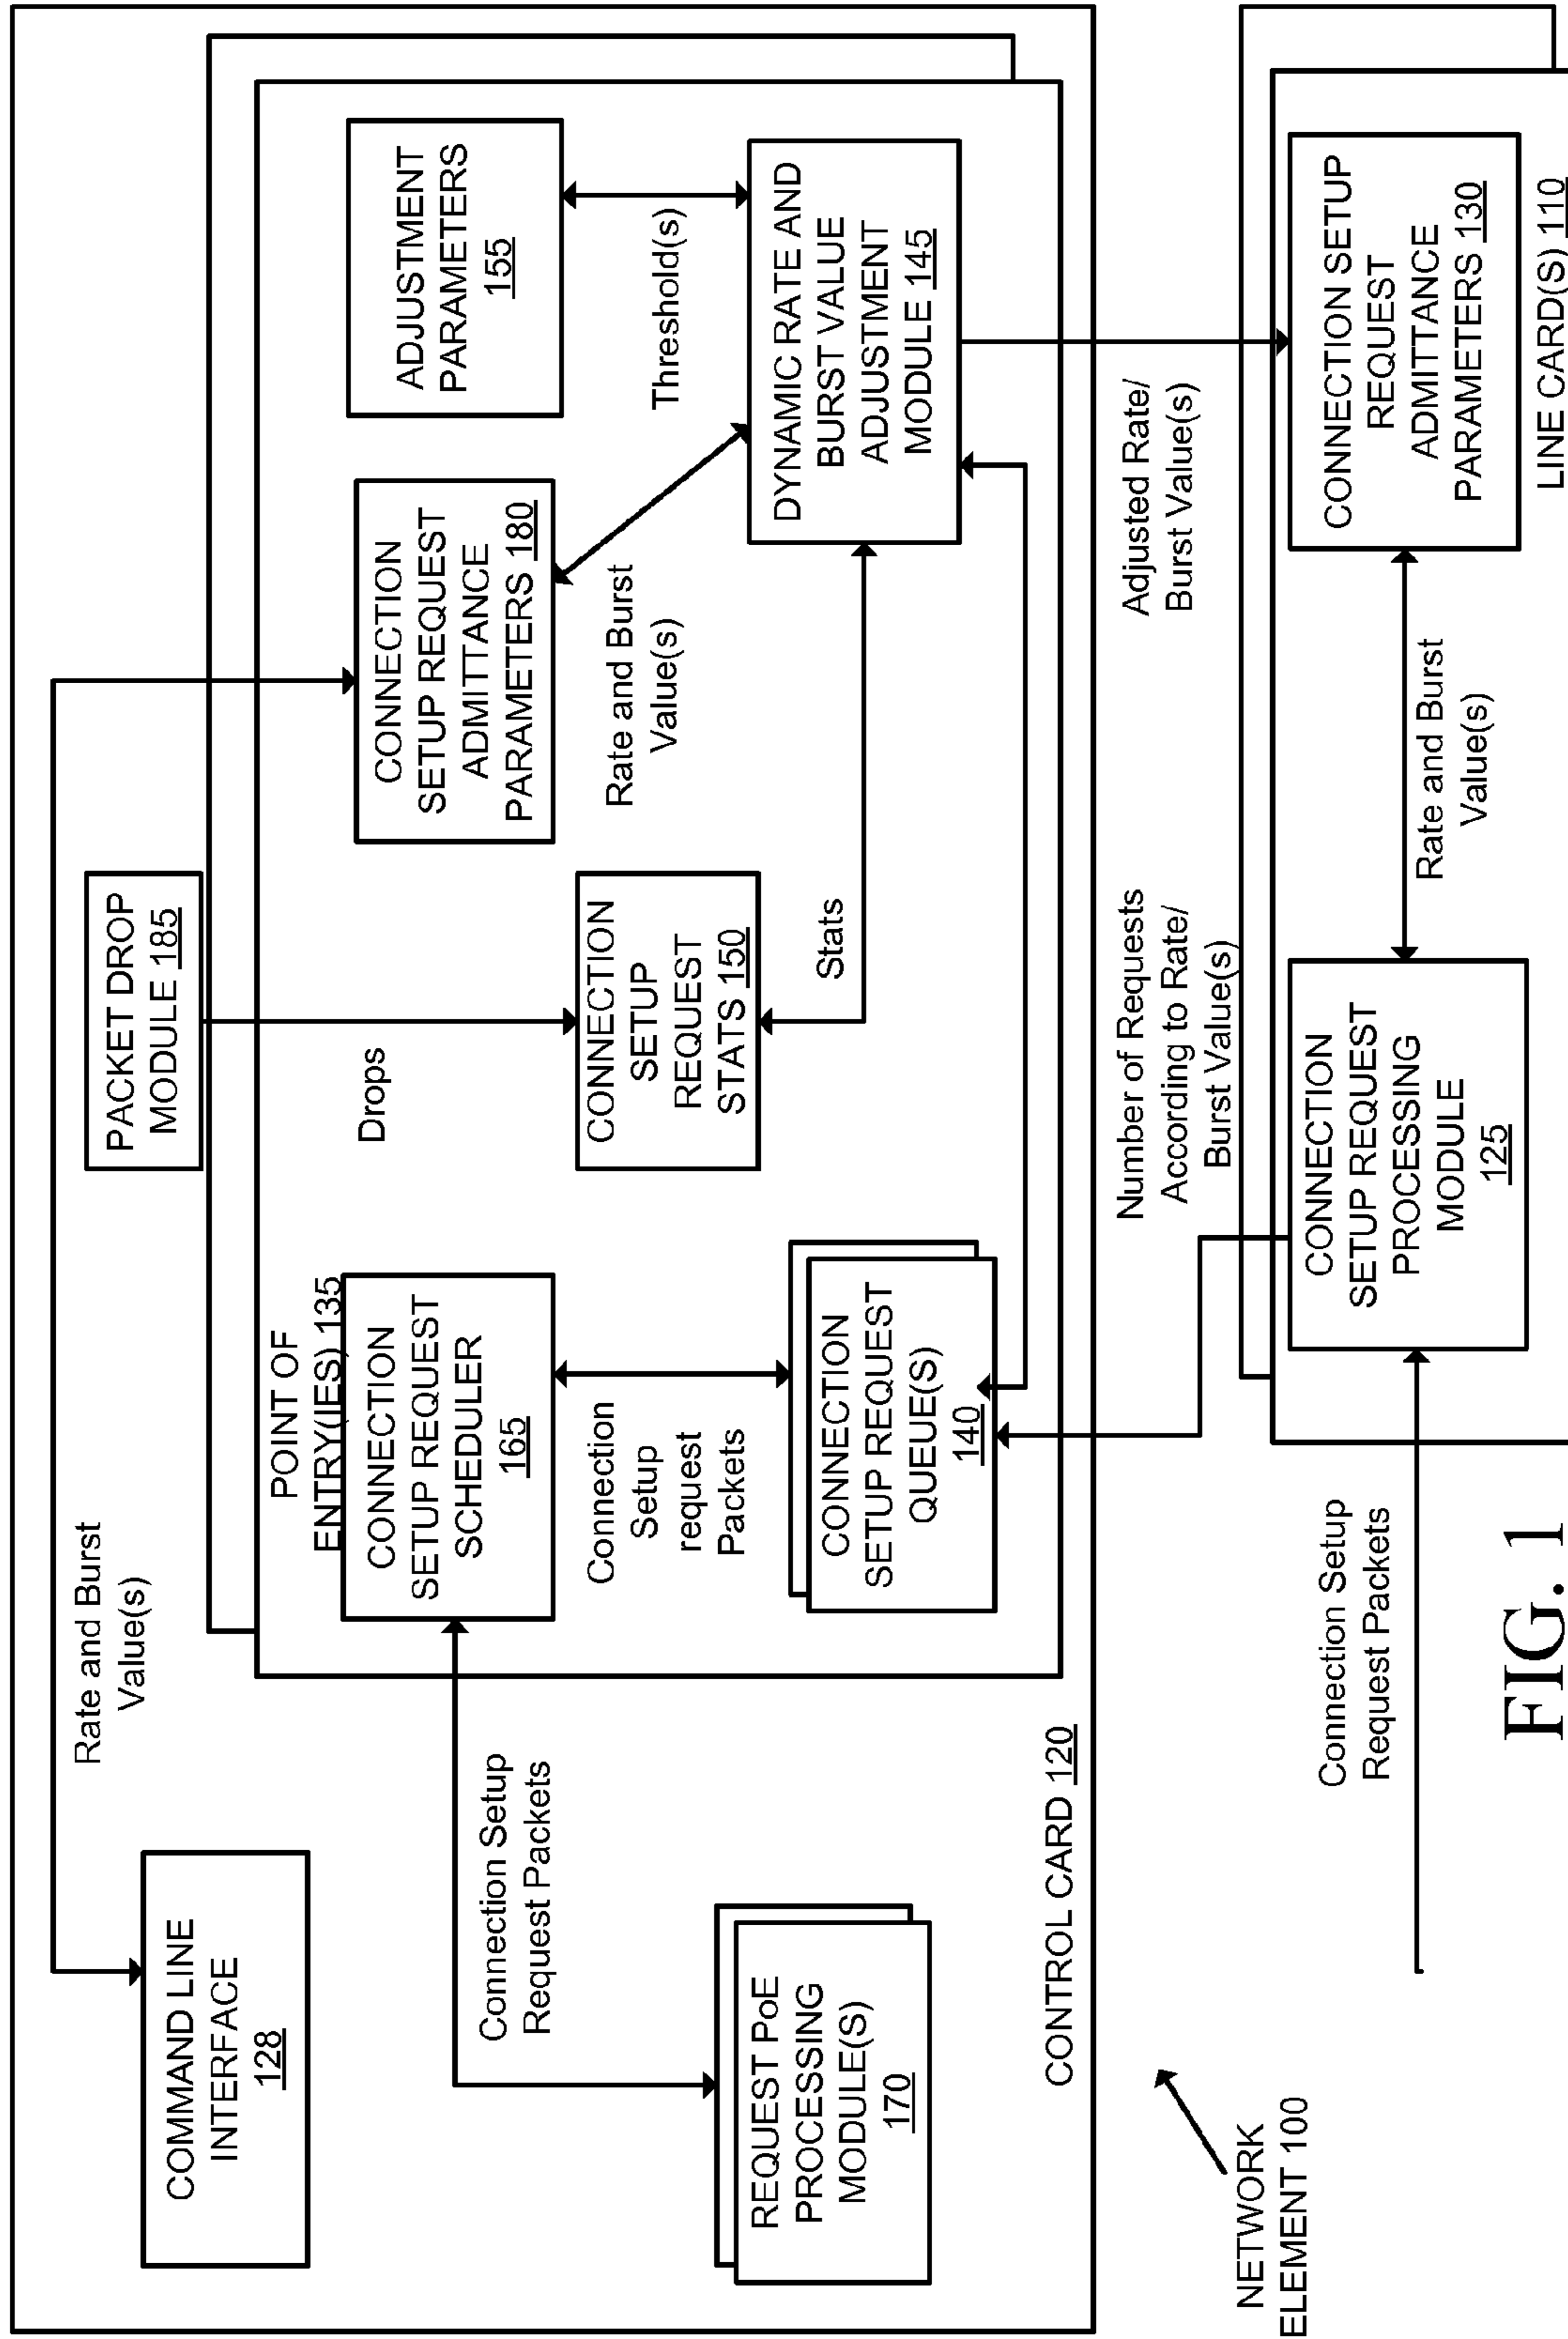 COMMAND LINE
INTERFACE
128
Rate and Burst
Value(s)
PACKET DROP
MODULE 185
POINT OF
ENTRY(IES) 135
Drops
CONNECTION
SETUP REQUEST
ADMITTANCE
PARAMETERS 180
ADJUSTMENT
PARAMETERS
155
CONNECTION
SETUP REQUEST
SCHEDULER
165
Connection Setup
Request Packets
Connection
Setup
request
Packets
CONNECTION
SETUP
REQUEST
STATS 150
Rate and Burst
Value(s)
Threshold(s)
REQUEST PoE
PROCESSING
MODULE(S)
170
CONNECTION
SETUP REQUEST
QUEUE(S)
140
Stats
DYNAMIC RATE AND
BURST VALUE
ADJUSTMENT
MODULE 145
CONTROL CARD 120
Number of Requests
According to Rate/
Burst Value(s)
Adjusted Rate/
Burst Value(s)
NETWORK
ELEMENT 100
Connection Setup
Request Packets
CONNECTION
SETUP REQUEST
PROCESSING
MODULE
125
Rate and Burst
Value(s)
CONNECTION SETUP
REQUEST
ADMITTANCE
PARAMETERS 130
LINE CARD(S) 110
FIG. 1